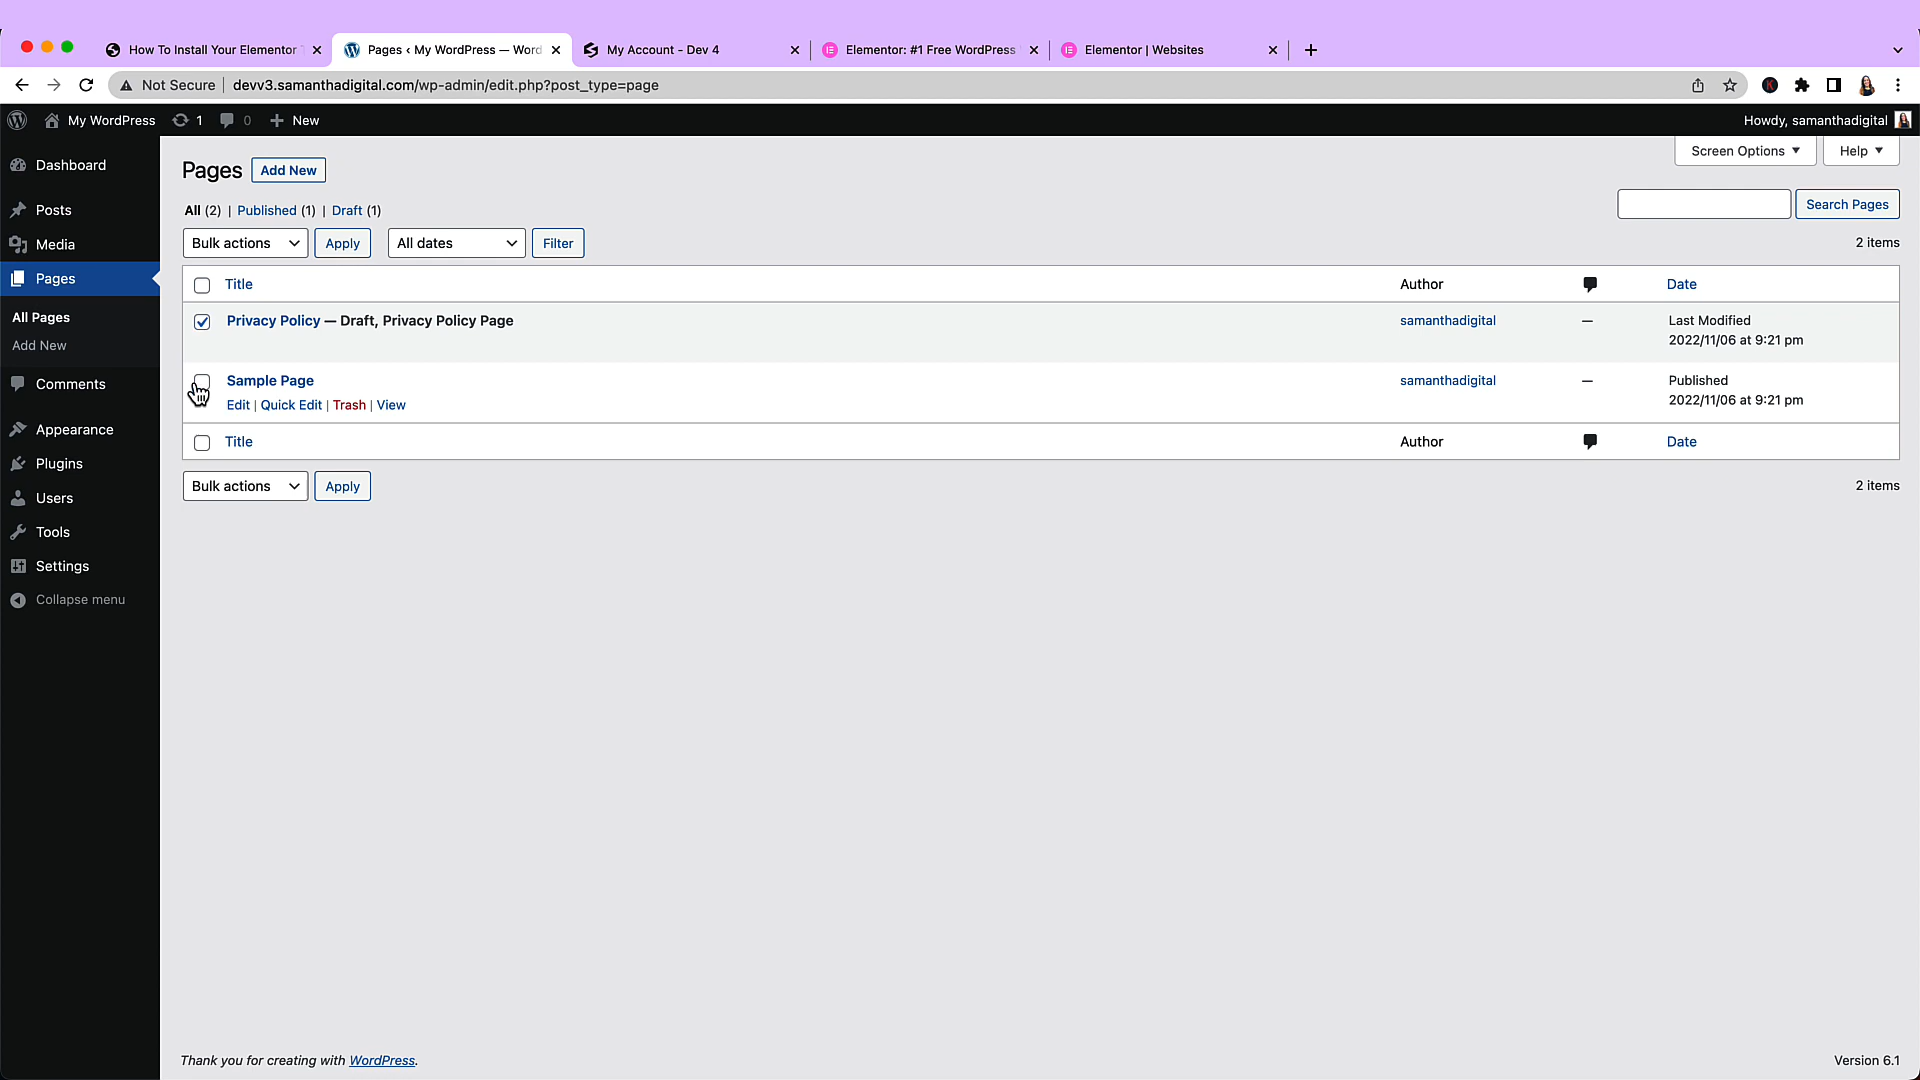 How To Install Your Elementor
Pages ‹ My WordPress — Word
My Account - Dev 4
Elementor: #1 Free WordPress
Elementor | Websites
Not Secure
devv3.samanthadigital.com/wp-admin/edit.php?post_type=page
My WordPress
1
0
New
Howdy, samanthadigital
Dashboard
Posts
Media
Pages
All Pages
Add New
Comments
Appearance
Plugins
Users
Tools
Settings
Collapse menu
Pages
Add New
Screen Options
Help
All (2) | Published (1) | Draft (1)
Search Pages
Bulk actions
Apply
All dates
Filter
2 items
Title
Author
Date
Privacy Policy — Draft, Privacy Policy Page
samanthadigital
—
Last Modified
2022/11/06 at 9:21 pm
Sample Page
Edit | Quick Edit | Trash | View
samanthadigital
—
Published
2022/11/06 at 9:21 pm
Title
Author
Date
Bulk actions
Apply
2 items
Thank you for creating with WordPress.
Version 6.1